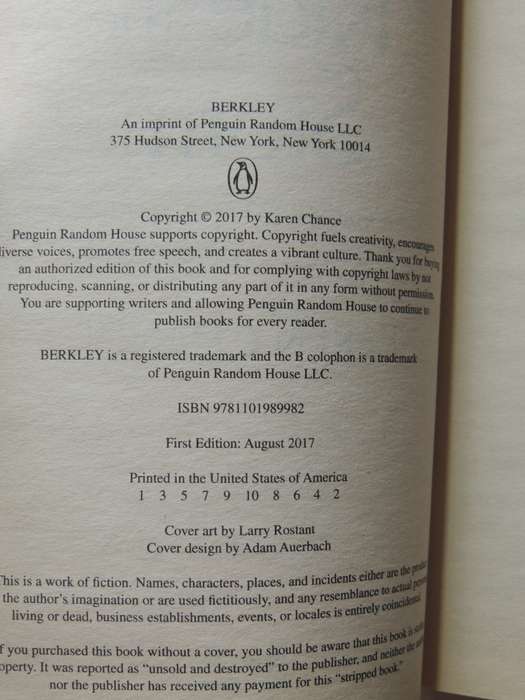 BERKLEY
An imprint of Penguin Random House LLC
375 Hudson Street, New York, New York 10014
Copyright © 2017 by Karen Chance
Penguin Random House supports copyright. Copyright fuels creativity, encourages
diverse voices, promotes free speech, and creates a vibrant culture. Thank you for buying
an authorized edition of this book and for complying with copyright laws by not
reproducing, scanning, or distributing any part of it in any form without permission.
You are supporting writers and allowing Penguin Random House to continue to
publish books for every reader.
BERKLEY is a registered trademark and the B colophon is a trademark
of Penguin Random House LLC.
ISBN 9781101989982
First Edition: August 2017
Printed in the United States of America
1 3 5 7 9 10 8 6 4 2
Cover art by Larry Rostant
Cover design by Adam Auerbach
This is a work of fiction. Names, characters, places, and incidents either are the product
the author's imagination or are used fictitiously, and any resemblance to actual persons,
living or dead, business establishments, events, or locales is entirely coincidental.
If you purchased this book without a cover, you should be aware that this book is
It was reported as “unsold and destroyed” to the publisher, and neither the
nor the publisher has received any payment for this “stripped book.”